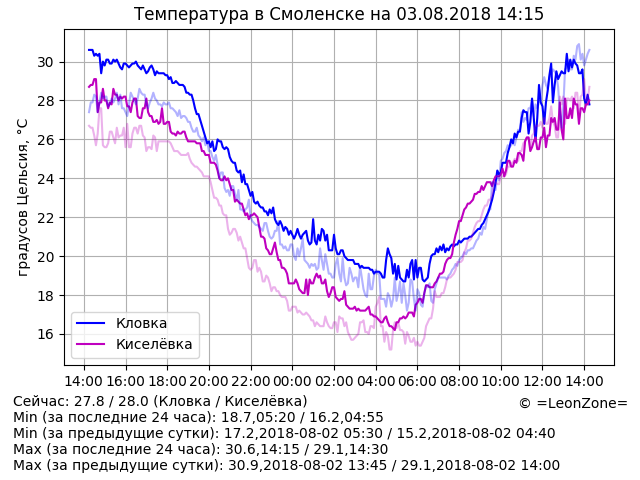 Температура в Смоленске на 03.08.2018 14:15
градусов Цельсия, °C
30
28
26
24
22
20
18
16
Кловка
Киселёвка
14:00 16:00 18:00 20:00 22:00 00:00 02:00 04:00 06:00 08:00 10:00 12:00 14:00
Сейчас: 27.8 / 28.0 (Кловка / Киселёвка)
© =LeonZone=
Min (за последние 24 часа): 18.7,05:20 / 16.2,04:55
Min (за предыдущие сутки): 17.2,2018-08-02 05:30 / 15.2,2018-08-02 04:40
Max (за последние 24 часа): 30.6,14:15 / 29.1,14:30
Max (за предыдущие сутки): 30.9,2018-08-02 13:45 / 29.1,2018-08-02 14:00